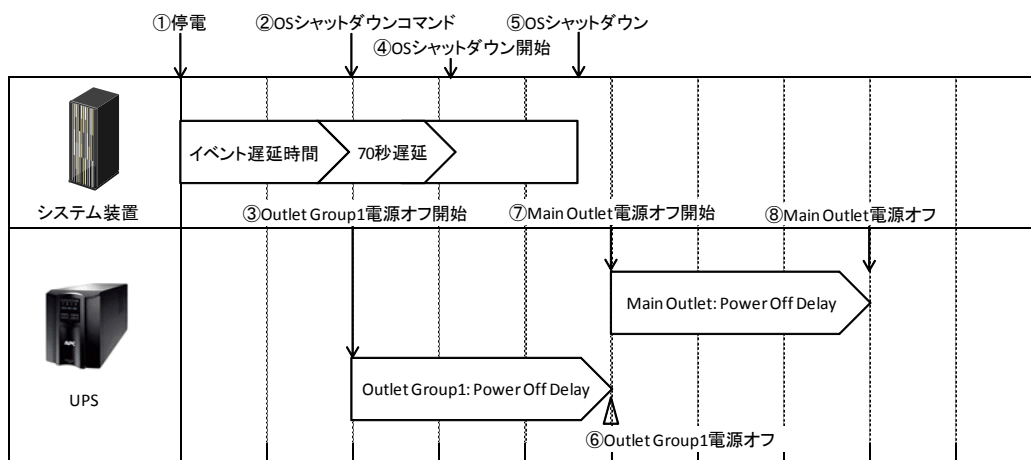 ①停電
②OSシャットダウンコマンド
⑤OSシャットダウン
④OSシャットダウン開始
イベント遅延時間
70秒遅延
システム装置
③Outlet Group1電源オフ開始
⑦Main Outlet電源オフ開始
⑧Main Outlet電源オフ
Main Outlet: Power Off Delay
APC
UPS
Outlet Group1: Power Off Delay
⑥Outlet Group1電源オフ